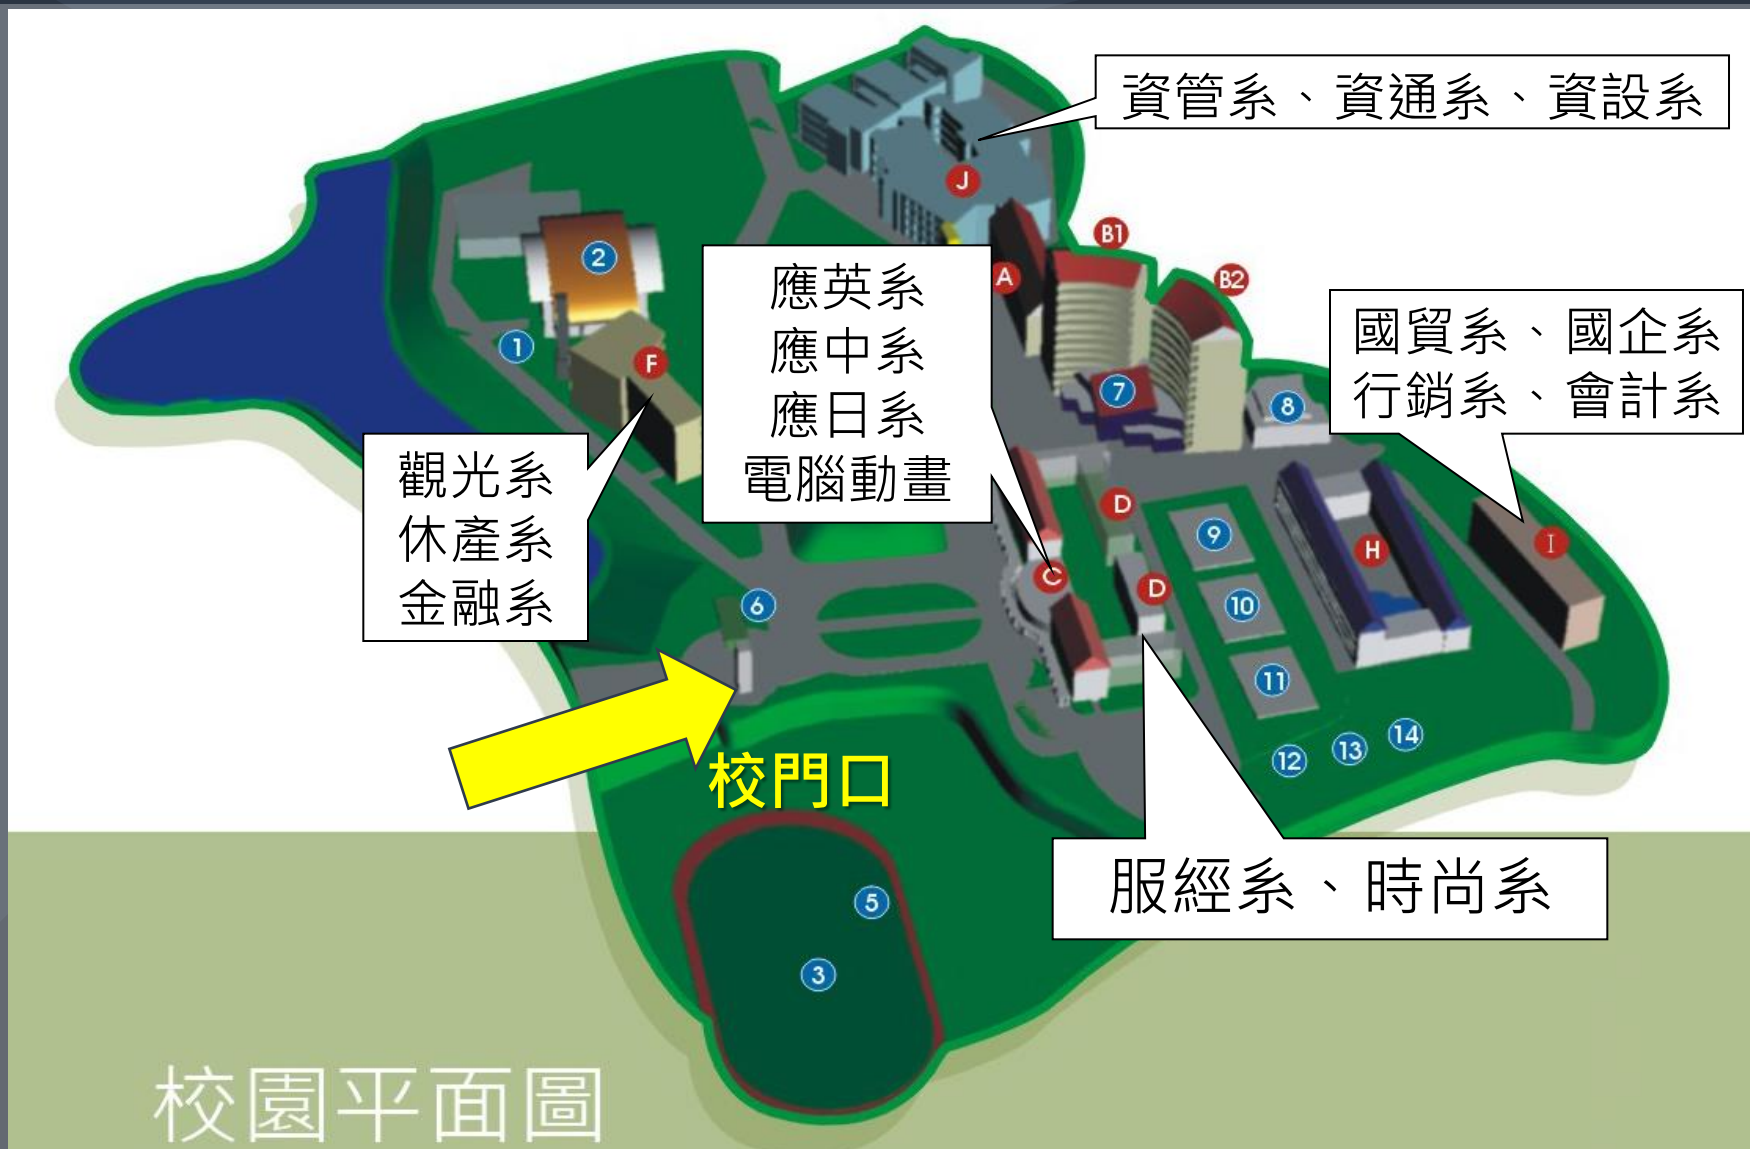 資管系、資通系、資設系
J
B1
B2
A
2
1
F
應英系
應中系
應日系
電腦動畫
國貿系、國企系
行銷系、會計系
7
8
觀光系
休產系
金融系
D
9
H
I
C
D
6
10
11
14
13
12
校門口
服經系、時尚系
5
3
校園平面圖